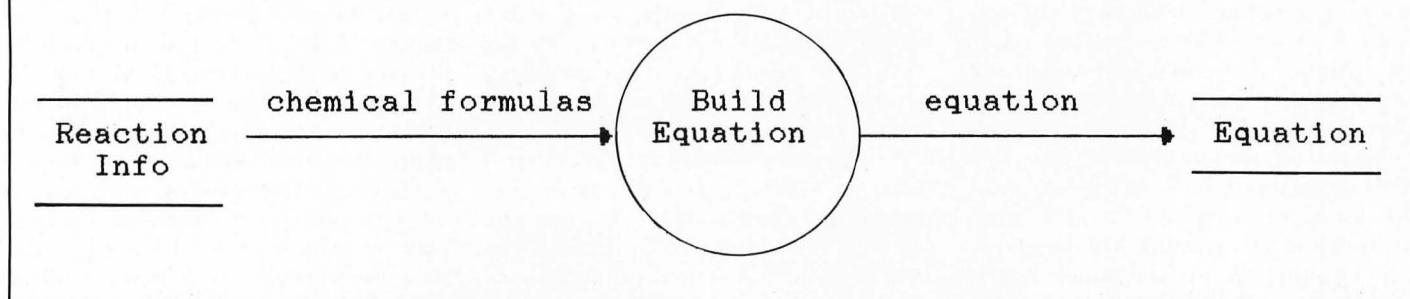 chemical formulas
Build
equation
Reaction
Info
Equation
Equation